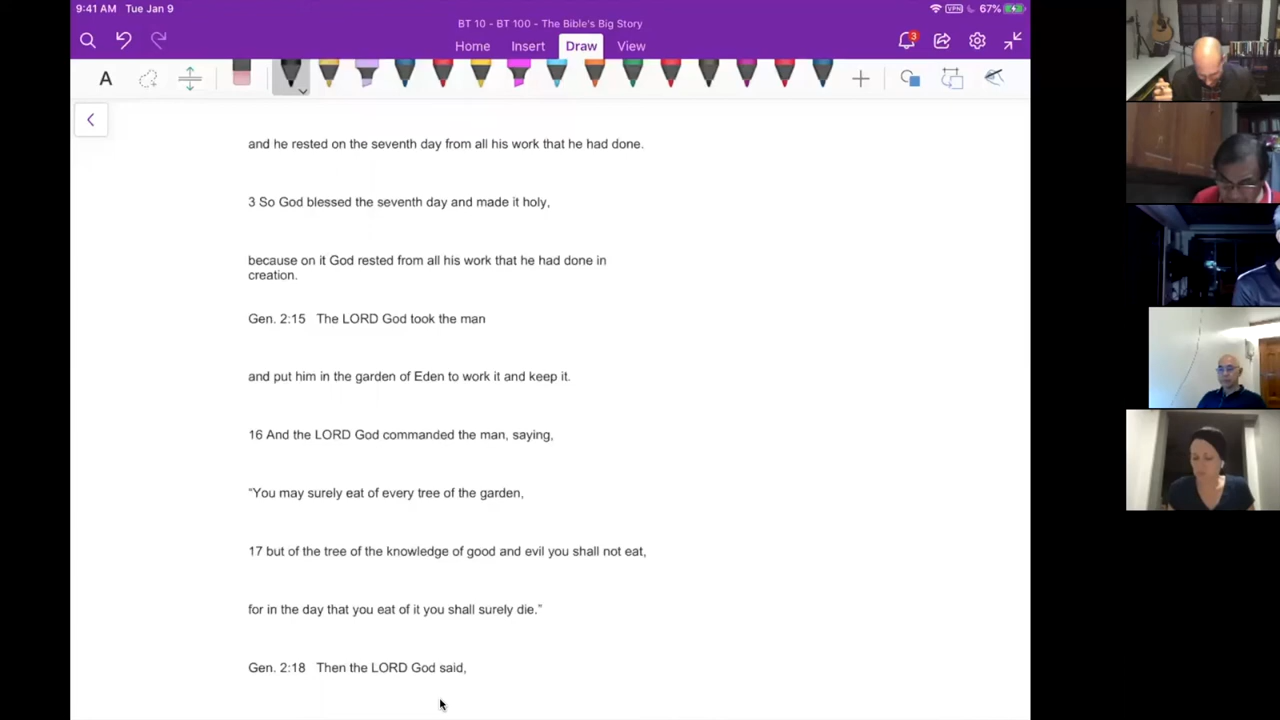 9:41 AM Tue Jan 9
VPN 67%
BT 10 - BT 100 - The Bible's Big Story
Home Insert Draw View
3
A
and he rested on the seventh day from all his work that he had done.
3 So God blessed the seventh day and made it holy,
because on it God rested from all his work that he had done in
creation.
Gen. 2:15 The LORD God took the man
and put him in the garden of Eden to work it and keep it.
16 And the LORD God commanded the man, saying,
“You may surely eat of every tree of the garden,
17 but of the tree of the knowledge of good and evil you shall not eat,
for in the day that you eat of it you shall surely die.”
Gen. 2:18 Then the LORD God said,